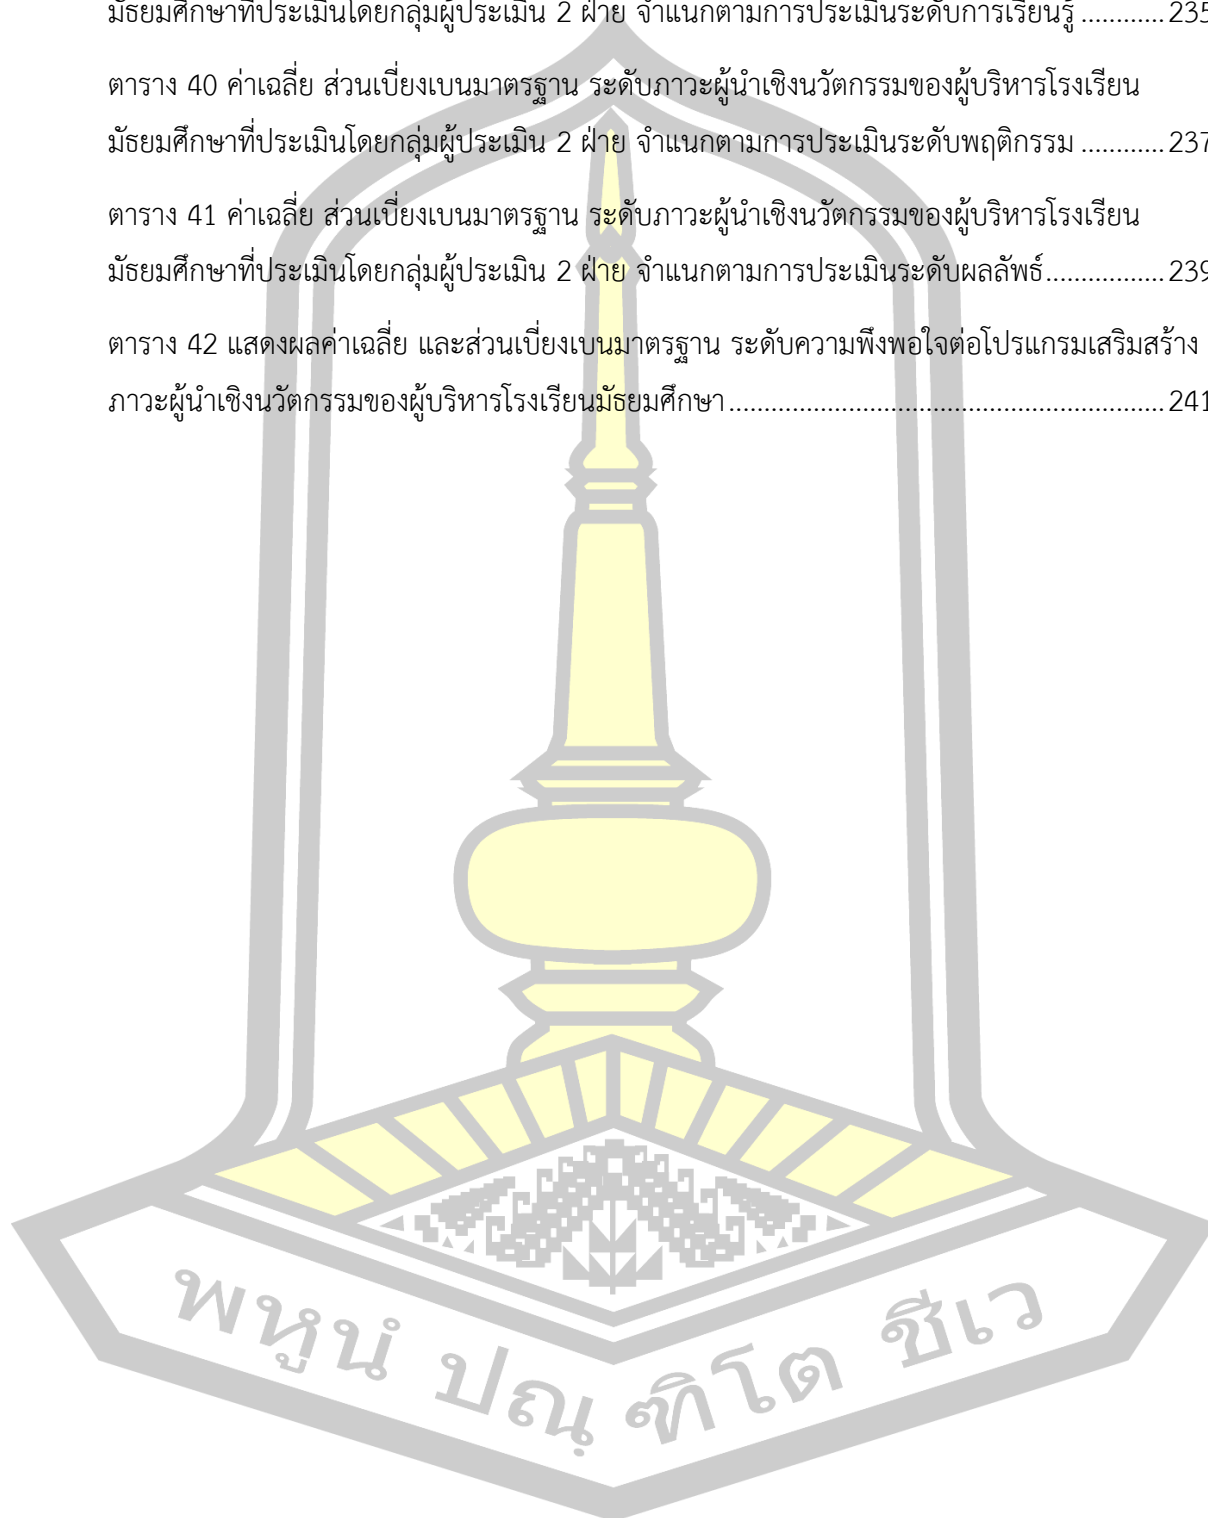 มัธยมศึกษาที่ประเมินโดยกลุ่มผู้ประเมิน 2 ฝ่าย จำแนกตามการประเมินระดับการเรียนรู้ ............ 235
ตาราง 40 ค่าเฉลี่ย ส่วนเบี่ยงเบนมาตรฐาน ระดับภาวะผู้นำเชิงนวัตกรรมของผู้บริหารโรงเรียน
มัธยมศึกษาที่ประเมินโดยกลุ่มผู้ประเมิน 2 ฝ่าย จำแนกตามการประเมินระดับพฤติกรรม ............ 237
ตาราง 41 ค่าเฉลี่ย ส่วนเบี่ยงเบนมาตรฐาน ระดับภาวะผู้นำเชิงนวัตกรรมของผู้บริหารโรงเรียน
มัธยมศึกษาที่ประเมินโดยกลุ่มผู้ประเมิน 2 ฝ่าย จำแนกตามการประเมินระดับผลลัพธ์................. 239
ตาราง 42 แสดงผลค่าเฉลี่ย และส่วนเบี่ยงเบนมาตรฐาน ระดับความพึงพอใจต่อโปรแกรมเสริมสร้าง
ภาวะผู้นำเชิงนวัตกรรมของผู้บริหารโรงเรียนมัธยมศึกษา ............................................................ 241
พหูนํ ปณฺฑิโต ชีเว